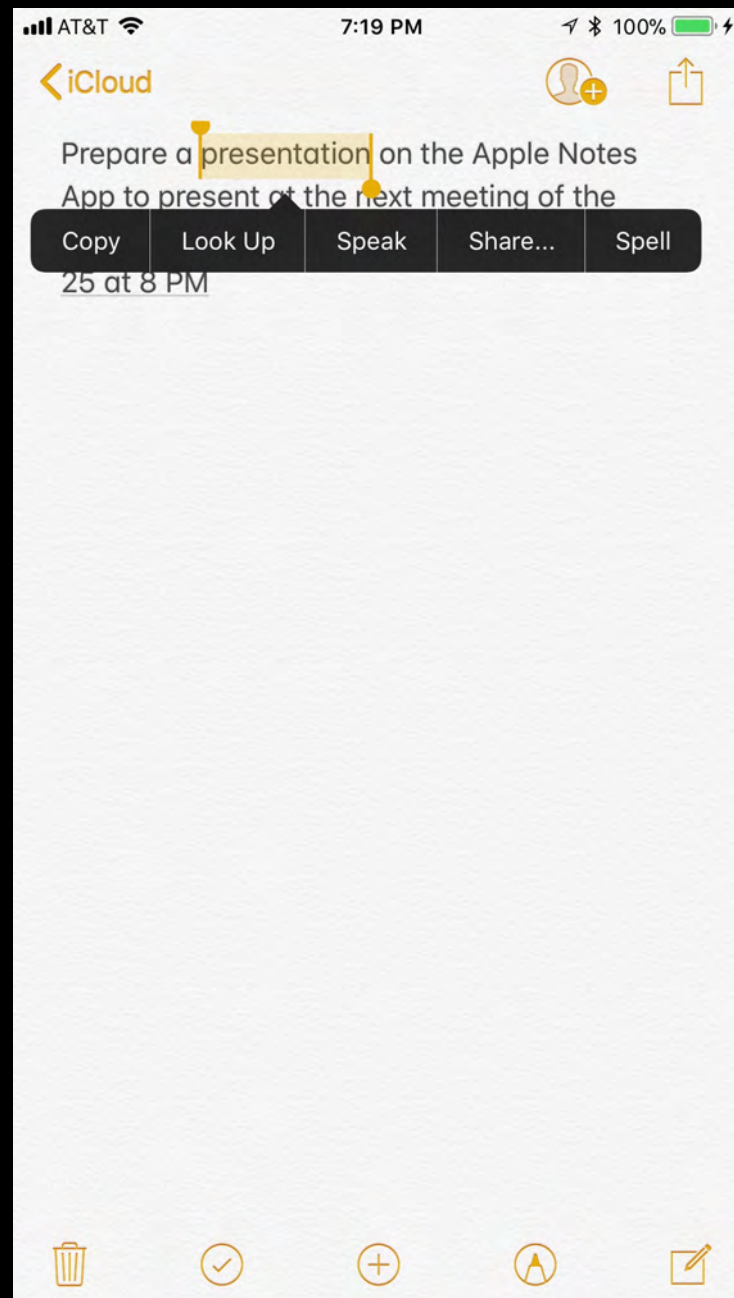 AT&T 7:19 PM 100%
iCloud
Prepare a presentation on the Apple Notes
App to present at the next meeting of the
Copy Look Up Speak Share... Spell
25 at 8 PM